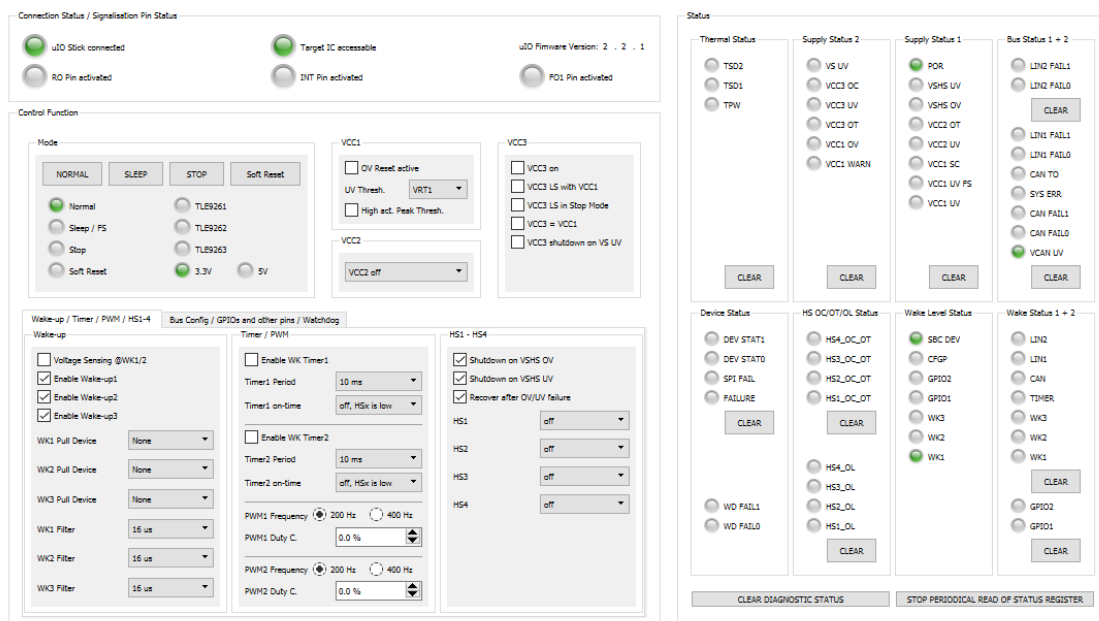 Connection Status / Signalisation Pin Status
uIO Stick connected
Target IC accessable
uIO Fimware Version: 2 . 2 . 1
RO Pin activated
INT Pin activated
FO1 Pin activated
Control Function
Mode
NORMAL
SLEEP
STOP
Soft Reset
Normal
TLE9261
Sleep / FS
TLE9262
Stop
TLE9263
Soft Reset
3.3V
5V
VCC1
OV Reset active
UV Thresh.
VRT1
High act. Peak Thresh.
VCC2
VCC2 off
VCC3
VCC3 on
VCC3 LS with VCC1
VCC3 LS in Stop Mode
VCC3 = VCC1
VCC3 shutdown on VS UV
Wake-up / Timer / PWM / HS1-4
Bus Config / GPIOs and other pins / Watchdog
Wake-up
Voltage Sensing @WK1/2
Enable Wake-up1
Enable Wake-up2
Enable Wake-up3
WK1 Pull Device
None
WK2 Pull Device
None
WK3 Pull Device
None
WK1 Filter
16 us
WK2 Filter
16 us
WK3 Filter
16 us
Timer / PWM
Enable WK Timer1
Timer1 Period
10 ms
Timer1 on-time
off, HSx is low
Enable WK Timer2
Timer2 Period
10 ms
Timer2 on-time
off, HSx is low
PWM1 Frequency
200 Hz
400 Hz
PWM1 Duty C.
0.0 %
PWM2 Frequency
200 Hz
400 Hz
PWM2 Duty C.
0.0 %
HS1 - HS4
Shutdown on VSHS OV
Shutdown on VSHS UV
Recover after OV/UV failure
HS1
off
HS2
off
HS3
off
HS4
off
Status
Thermal Status
TSD2
TSD1
TPW
CLEAR
Supply Status 2
VS UV
VCC3 OC
VCC3 UV
VCC3 OT
VCC1 OV
VCC1 WARN
CLEAR
Supply Status 1
POR
VSHS UV
VSHS OV
VCC2 OT
VCC2 UV
VCC1 SC
VCC1 UV FS
VCC1 UV
CLEAR
Bus Status 1 + 2
LIN2 FAIL1
LIN2 FAIL0
CLEAR
LIN1 FAIL1
LIN1 FAIL0
CAN TO
SYS ERR
CAN FAIL1
CAN FAIL0
VCAN UV
CLEAR
Device Status
DEV STAT1
DEV STAT0
SPI FAIL
FAILURE
CLEAR
WD FAIL1
WD FAIL0
HS OC/OT/OL Status
HS4_OC_OT
HS3_OC_OT
HS2_OC_OT
HS1_OC_OT
CLEAR
HS4_OL
HS3_OL
HS2_OL
HS1_OL
CLEAR
Wake Level Status
SBC DEV
CFGP
GPIO2
GPIO1
WK3
WK2
WK1
Wake Status 1 + 2
LIN2
LIN1
CAN
TIMER
WK3
WK2
WK1
CLEAR
GPIO2
GPIO1
CLEAR
CLEAR DIAGNOSTIC STATUS
STOP PERIODICAL READ OF STATUS REGISTER